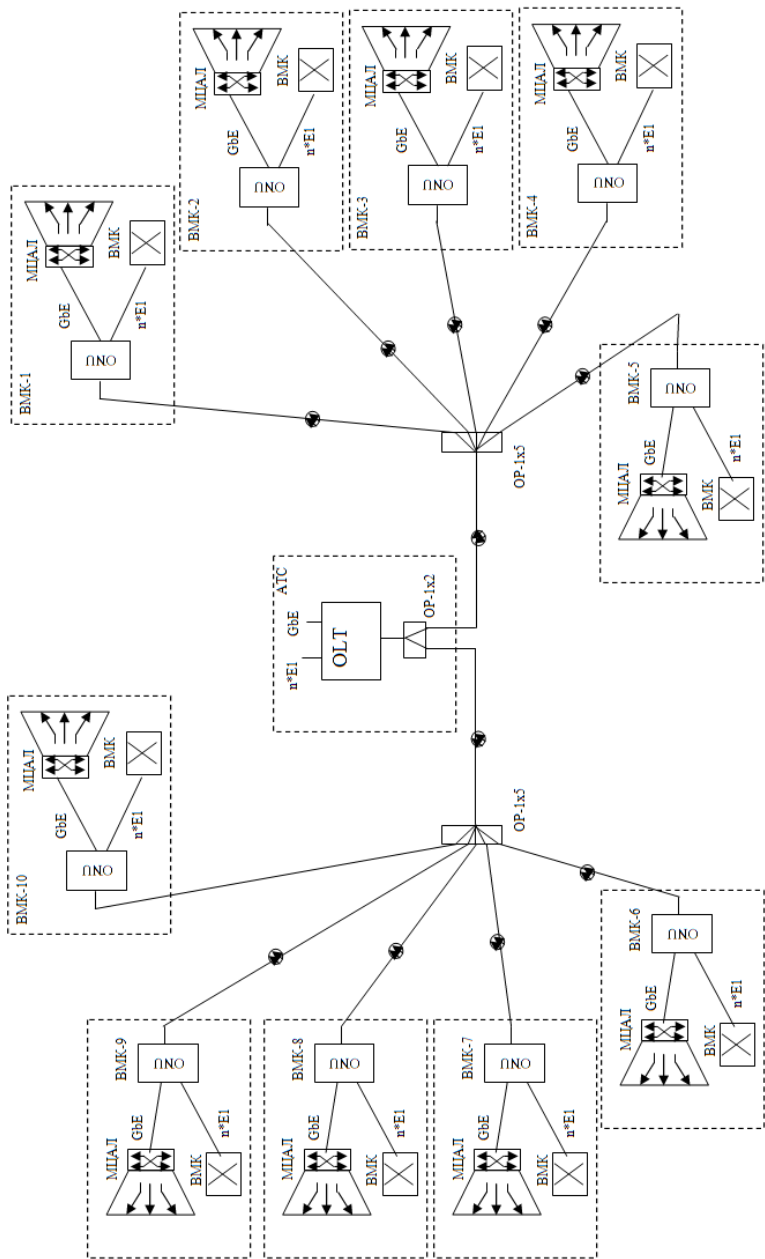 ВМК-10
МЦАЛ
GbE
ONU
ВМК
n*E1
ВМК-9
МЦАЛ
GbE
ONU
ВМК
n*E1
ВМК-8
МЦАЛ
GbE
ONU
ВМК
n*E1
ВМК-7
МЦАЛ
GbE
ONU
ВМК
n*E1
ВМК-6
МЦАЛ
GbE
ONU
ВМК
n*E1
ОР-1x5
АТС
n*E1
GbE
OLT
ОР-1x2
ОР-1x5
ВМК-1
МЦАЛ
GbE
ONU
ВМК
n*E1
ВМК-2
МЦАЛ
GbE
ONU
ВМК
n*E1
ВМК-3
МЦАЛ
GbE
ONU
ВМК
n*E1
ВМК-4
МЦАЛ
GbE
ONU
ВМК
n*E1
ВМК-5
МЦАЛ
GbE
ONU
ВМК
n*E1